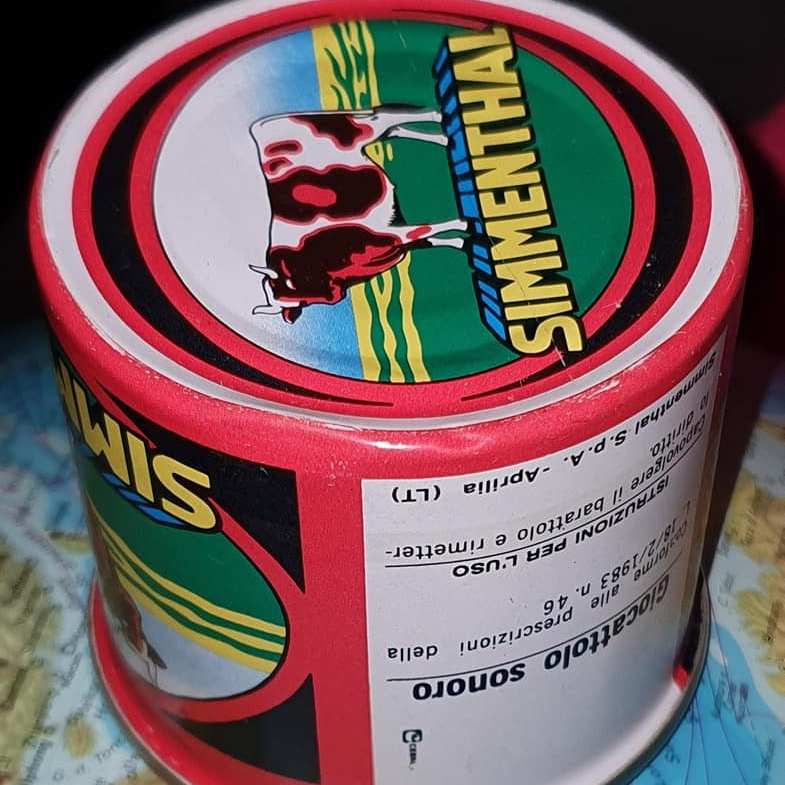 SIMMENTHAL
SIMM
Giocattolo sonoro
Conforme alle prescrizioni della
L. 18/2/1983 n. 46
ISTRUZIONI PER L'USO
Capovolgere il barattolo e rimetter-
lo diritto.
Simmenthal S.p.A. - Aprilia (LT)